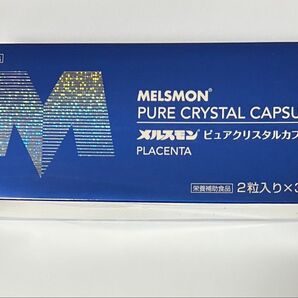 MELSMON®
PURE CRYSTAL CAPSU
メルスモン ピュアクリスタルカプ
PLACENTA
栄養補助食品 2粒入り×3